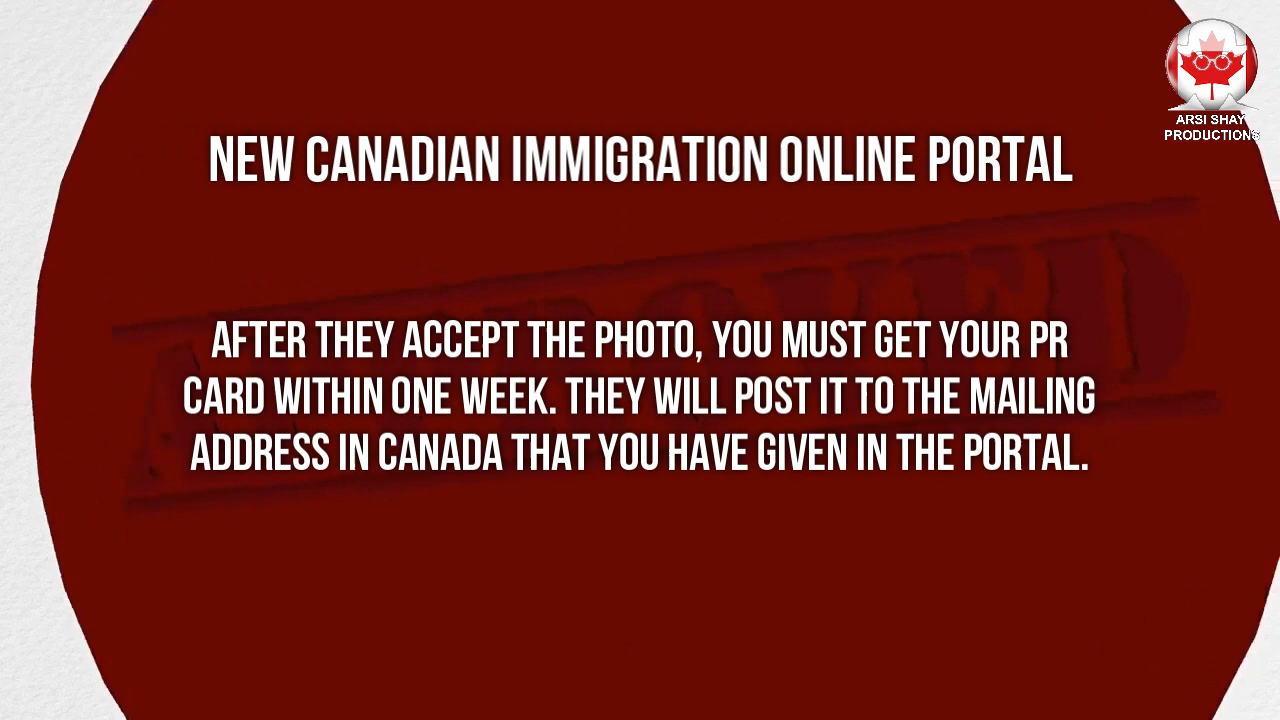 ARSI SHAY
PRODUCTIONS
NEW CANADIAN IMMIGRATION ONLINE PORTAL
APPROVED
AFTER THEY ACCEPT THE PHOTO, YOU MUST GET YOUR PR
CARD WITHIN ONE WEEK. THEY WILL POST IT TO THE MAILING
ADDRESS IN CANADA THAT YOU HAVE GIVEN IN THE PORTAL.